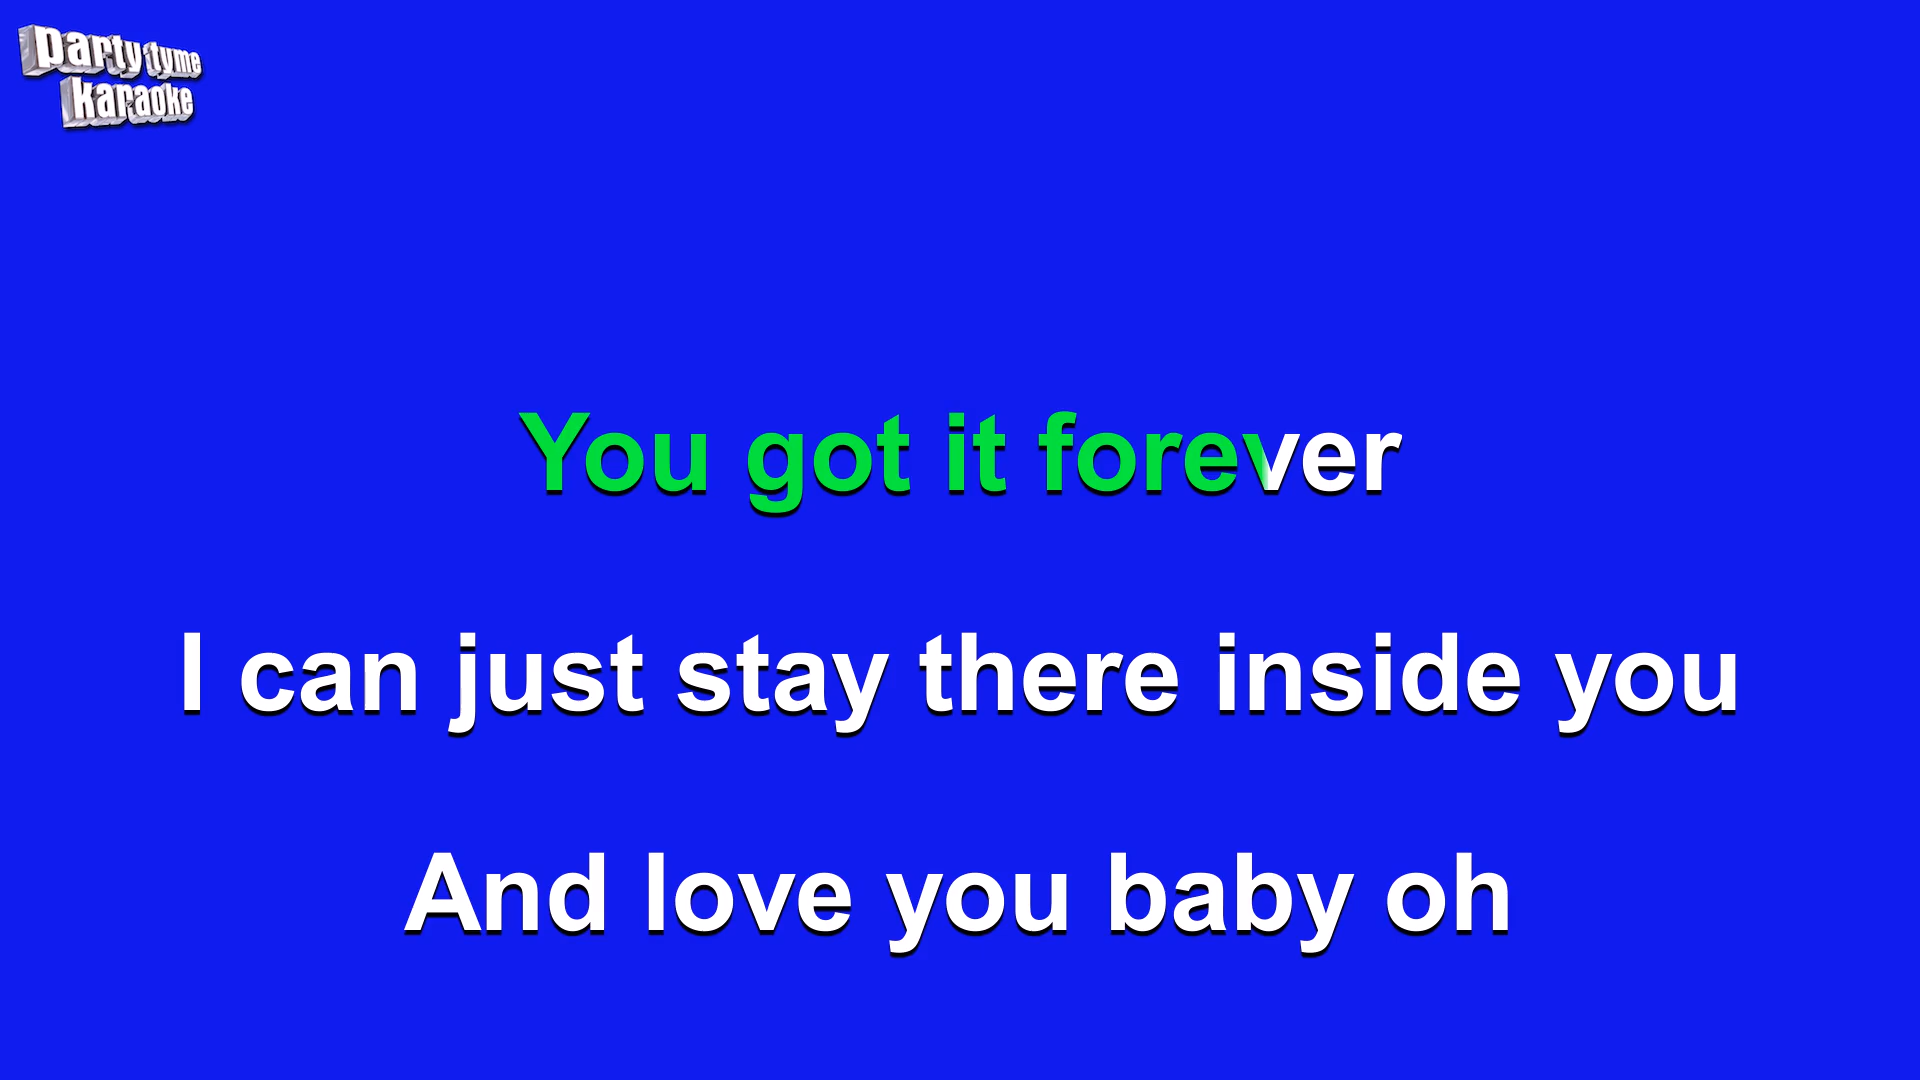 party tyme
karaoke
You got it forever
I can just stay there inside you
And love you baby oh